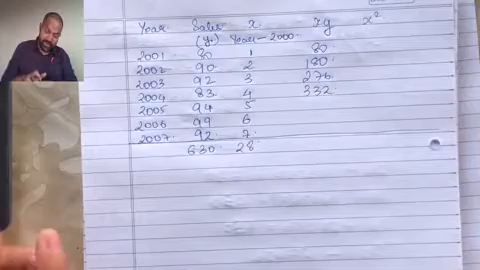 Year Sales x xy x²
(y) Year-2000
2001 80 1 80
2002 90 2 180
2003 92 3 276
2004 83 4 332
2005 94 5
2006 99 6
2007 92 7
630 28